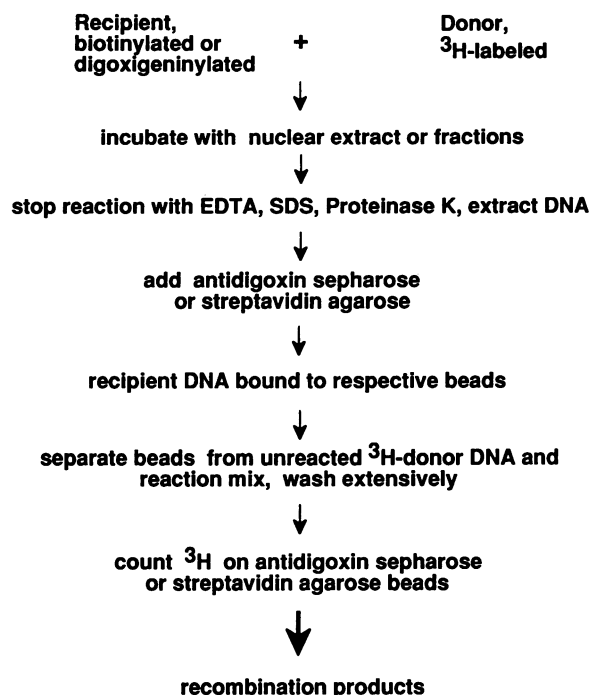 Recipient,
biotinylated or
digoxigeninylated
+
Donor,
³H-labeled
incubate with nuclear extract or fractions
stop reaction with EDTA, SDS, Proteinase K, extract DNA
add antidigoxin sepharose
or streptavidin agarose
recipient DNA bound to respective beads
separate beads from unreacted ³H-donor DNA and
reaction mix, wash extensively
count ³H on antidigoxin sepharose
or streptavidin agarose beads
recombination products